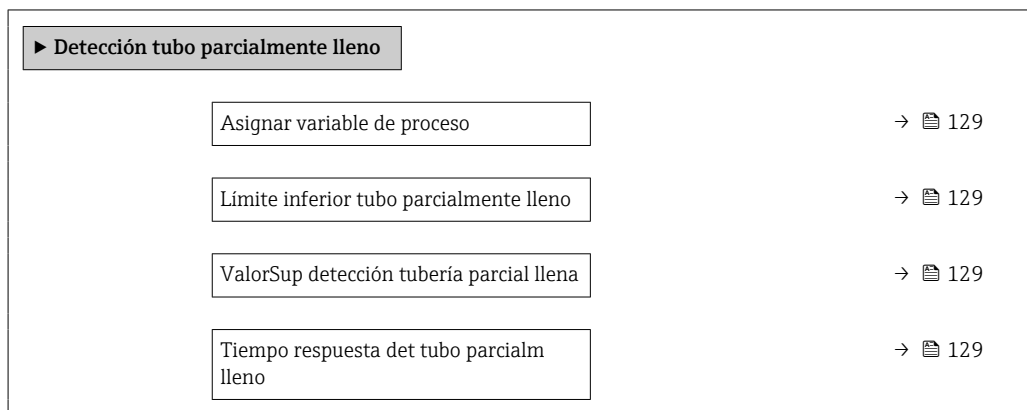 ▶ Detección tubo parcialmente lleno
Asignar variable de proceso → 129
Límite inferior tubo parcialmente lleno → 129
ValorSup detección tubería parcial llena → 129
Tiempo respuesta det tubo parcialm → 129
lleno